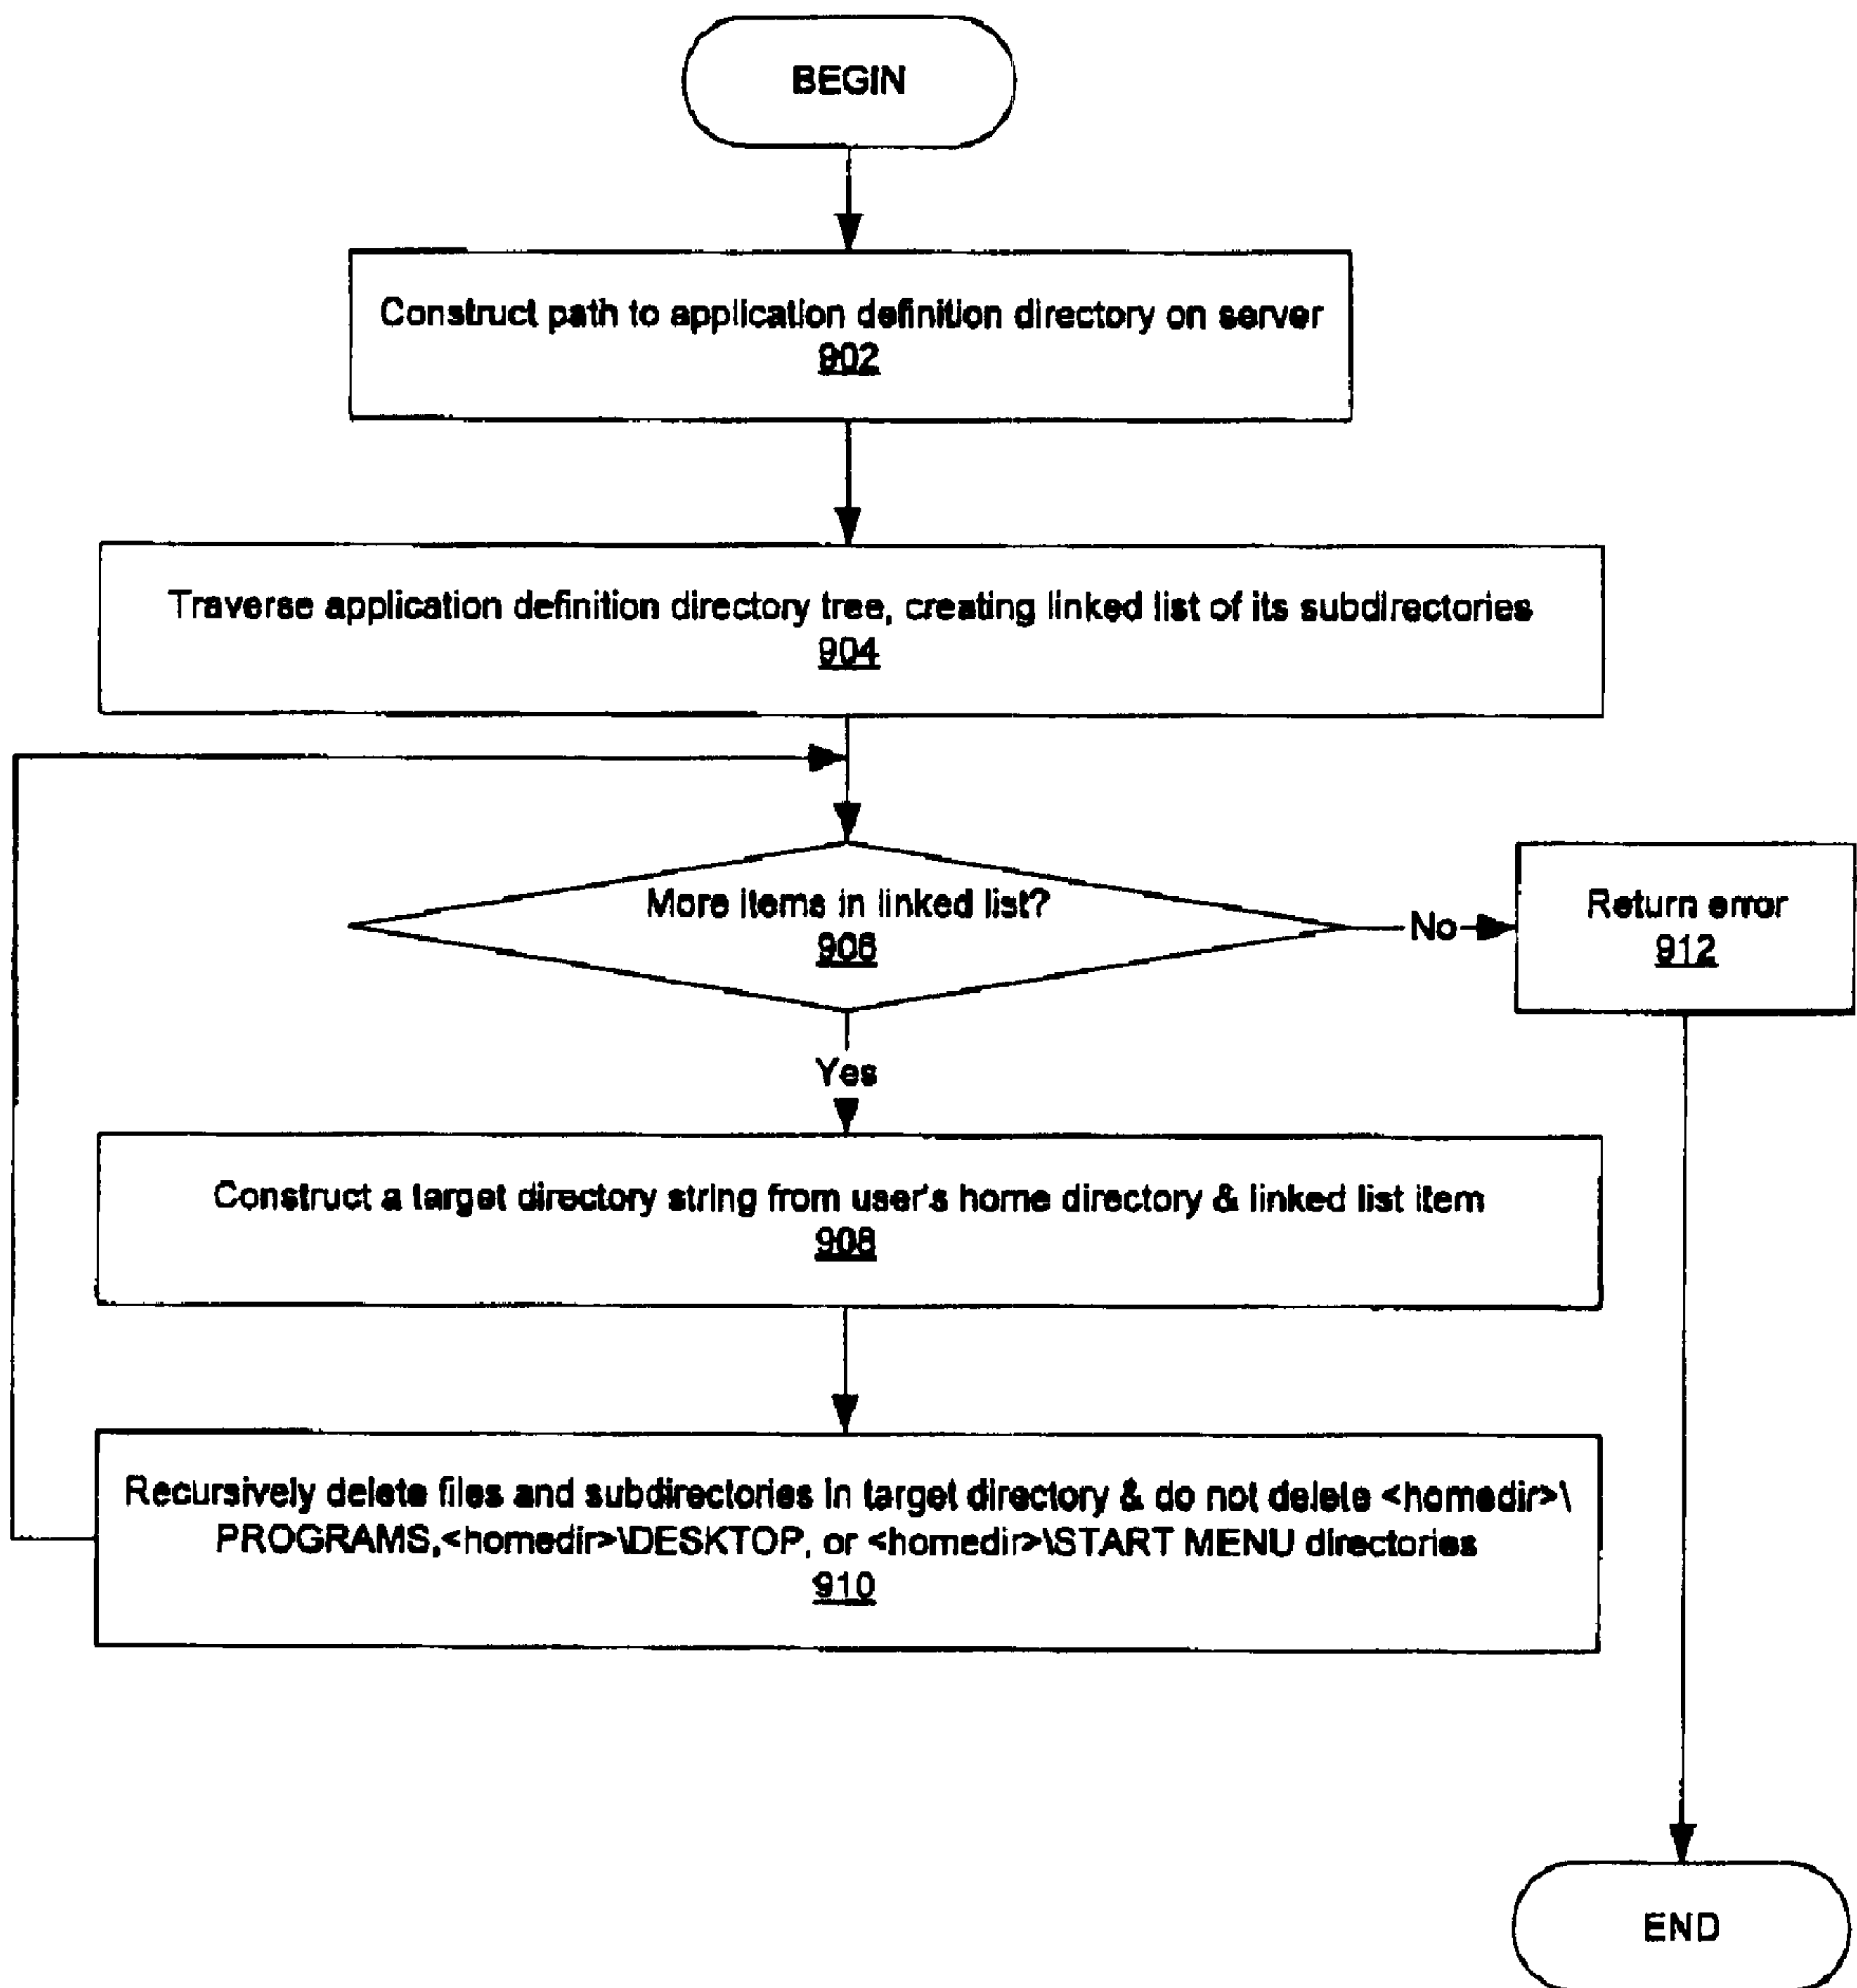 BEGIN
Construct path to application definition directory on server
902
Traverse application definition directory tree, creating linked list of its subdirectories
904
More items in linked list?
906
No
Return error
912
Yes
Construct a target directory string from user's home directory & linked list item
908
Recursively delete files and subdirectories in target directory & do not delete <homedir>\
PROGRAMS,<homedir>\DESKTOP, or <homedir>\START MENU directories
910
END